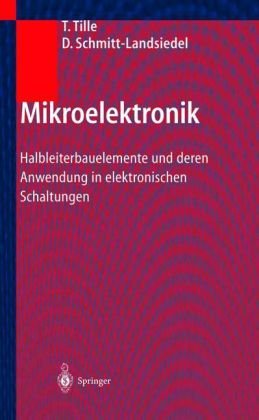 T. Tille
D. Schmitt-Landsiedel
Mikroelektronik
Halbleiterbauelemente und deren
Anwendung in elektronischen
Schaltungen
Springer